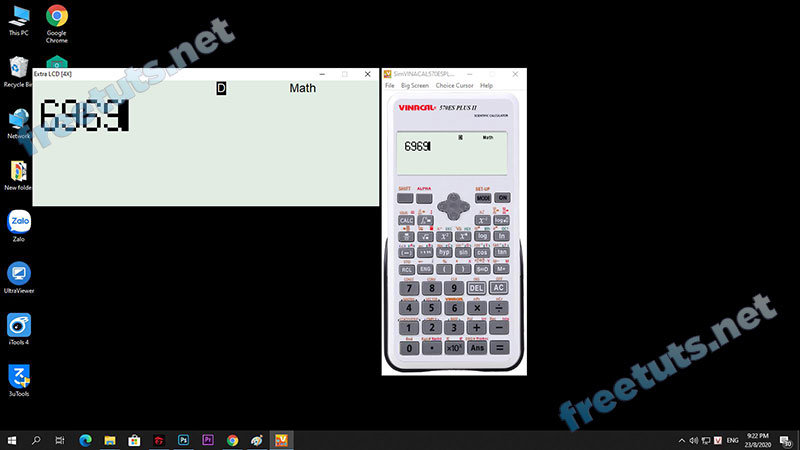 This PC
Google
Chrome
freetuts.net
Recycle Bin
Network
New folder
Zalo
UltraViewer
iTools 4
3uTools
Extra LCD [4X]
D
Math
6969
SimVINACAL570ESPL...
File Big Screen Choice Cursor Help
VINACAL 570ES PLUS II
SCIENTIFIC CALCULATOR
D Math
6969
SHIFT ALPHA SET-UP
MODE ON
CALC
log ln
(−) hyp sin cos tan
RCL ENG ( ) S⇔D M+
7 8 9 DEL AC
4 5 6 × ÷
1 2 3 + −
0 • ×10ˣ Ans =
freetuts.net
ENG
9:22 PM
23/8/2020